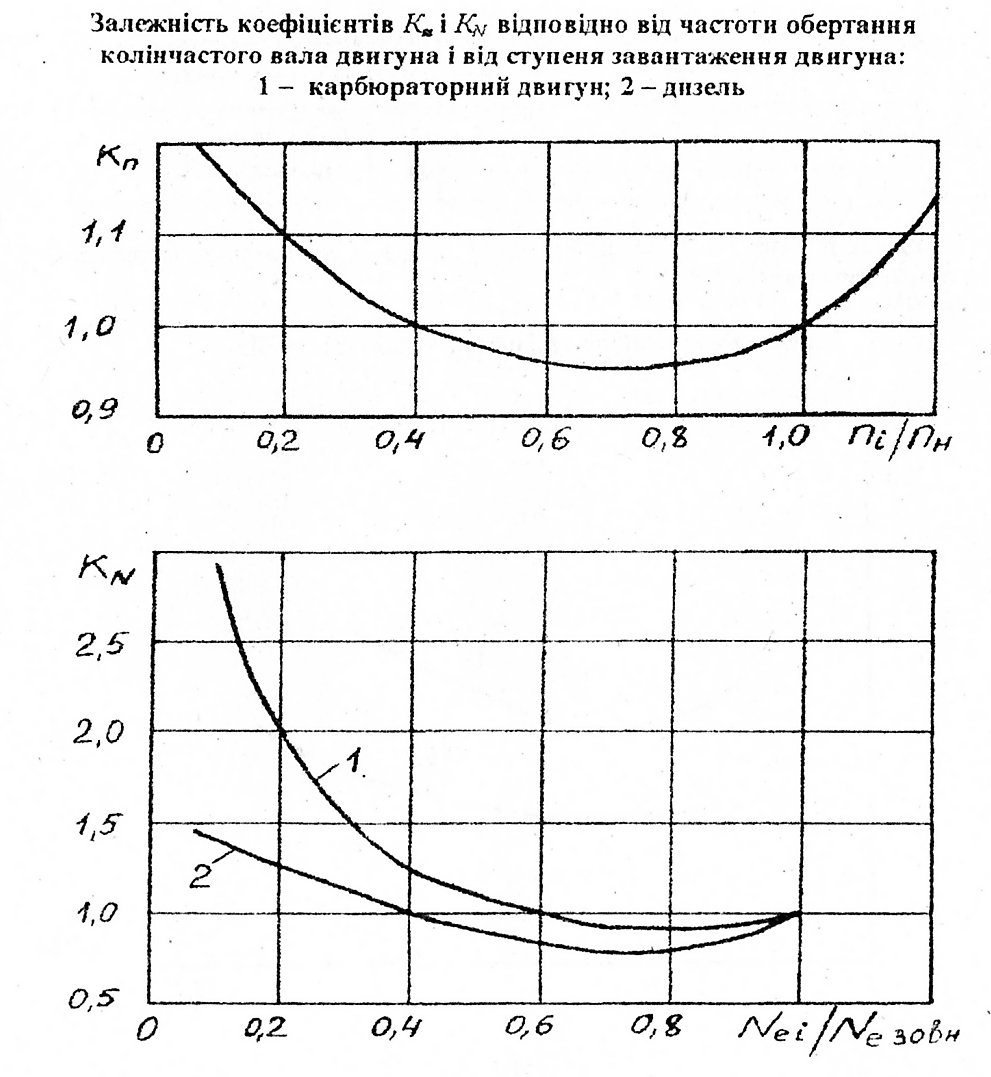 Залежність коефіцієнтів Kₙ і K_N відповідно від частоти обертання
колінчастого вала двигуна і від ступеня завантаження двигуна:
1 – карбюраторний двигун; 2 – дизель
Kп
1,1
1,0
0,9
0 0,2 0,4 0,6 0,8 1,0 nᵢ/nн
K_N
2,5
2,0
1
1,5
2
1,0
0,5
0 0,2 0,4 0,6 0,8 Neᵢ/Ne зовн